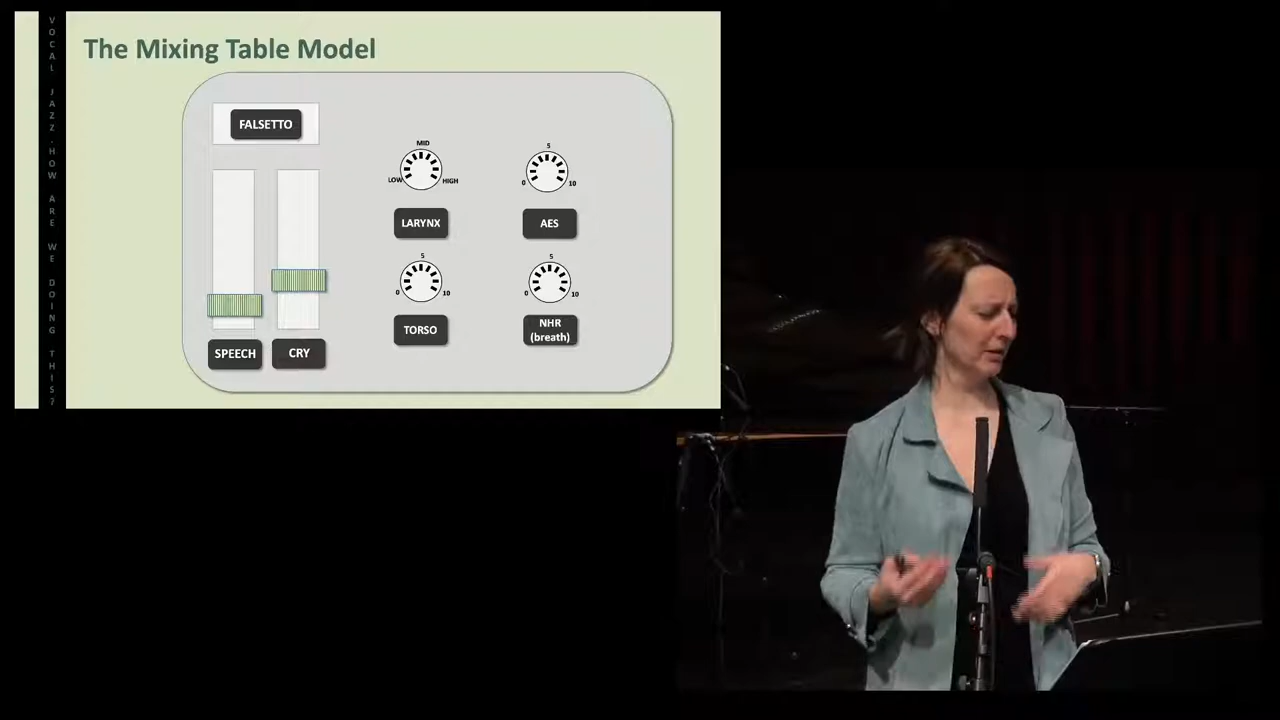 The Mixing Table Model
VOCAL JAZZ. HOW ARE WE DOING THIS?
FALSETTO
MID
LOW
HIGH
5
0
10
LARYNX
AES
5
0
10
5
0
10
SPEECH
CRY
TORSO
NHR
(breath)